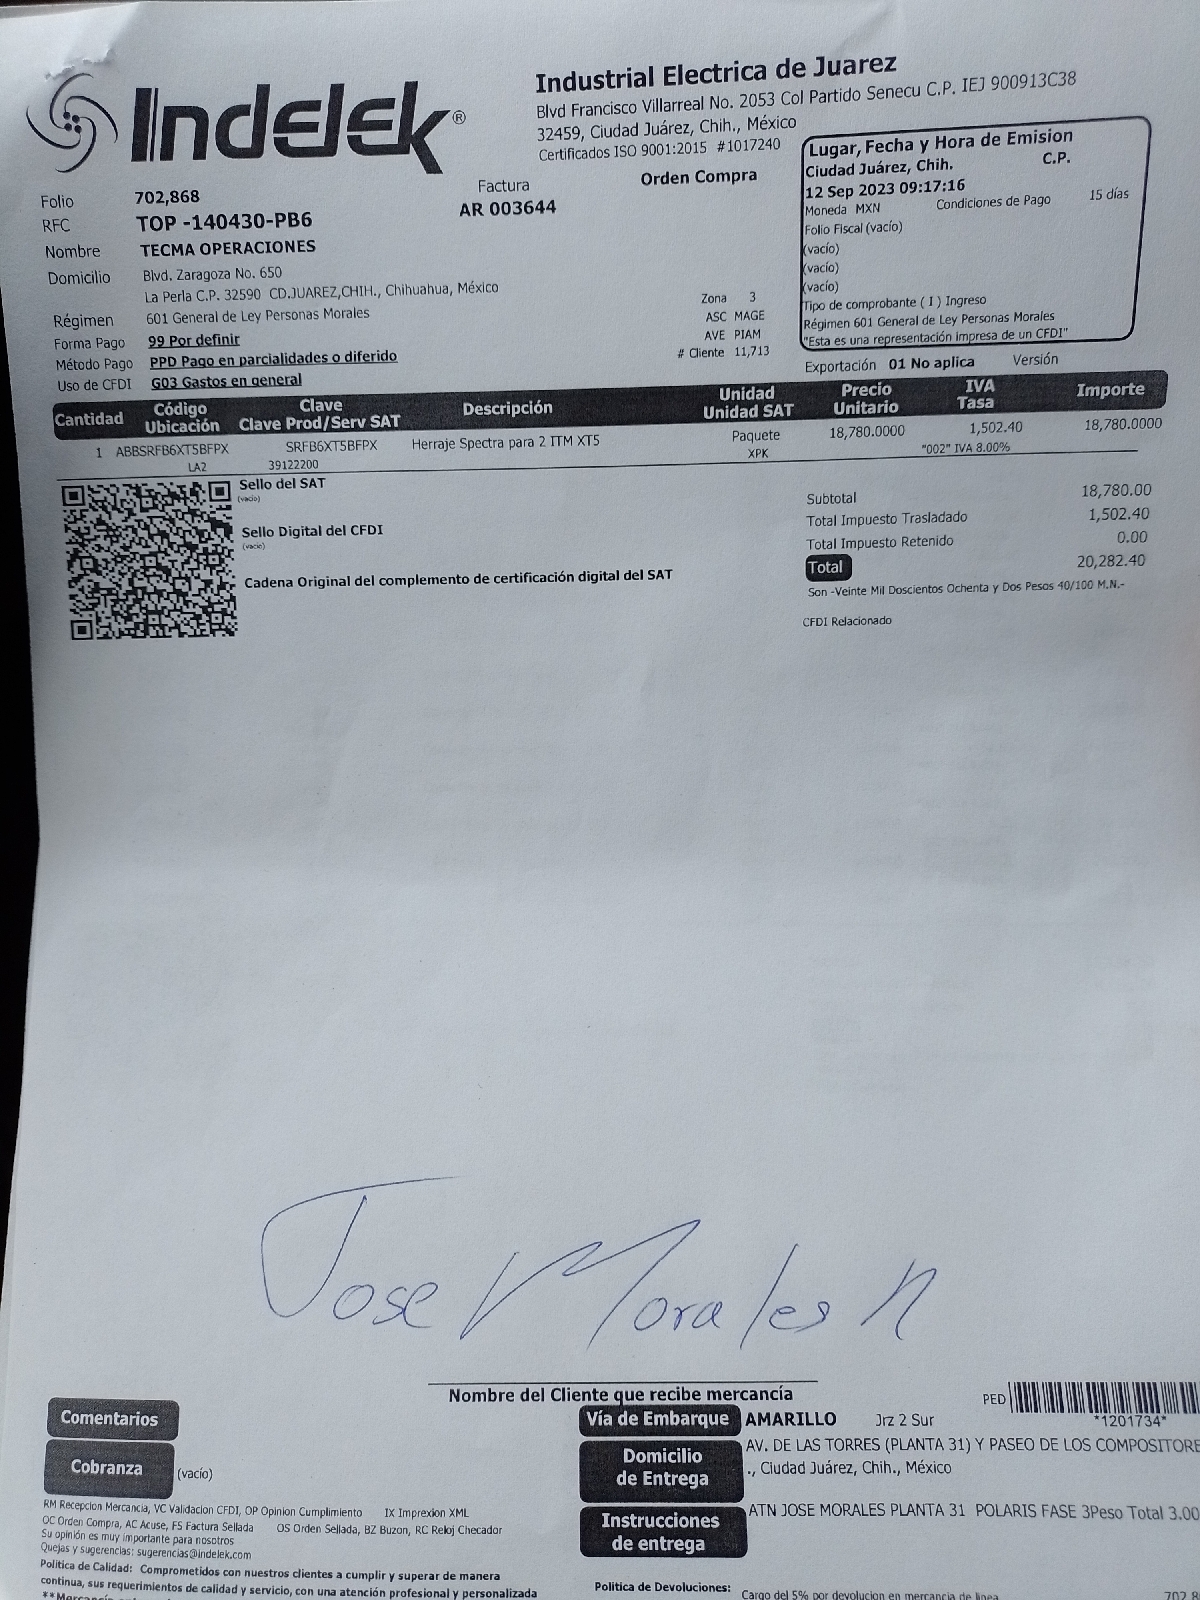 Indelek®
Industrial Electrica de Juarez
Blvd Francisco Villarreal No. 2053 Col Partido Senecu C.P. IEJ 900913C38
32459, Ciudad Juárez, Chih., México
Certificados ISO 9001:2015 #1017240
Lugar, Fecha y Hora de Emision
Ciudad Juárez, Chih. C.P.
12 Sep 2023 09:17:16
Moneda MXN Condiciones de Pago 15 días
Folio Fiscal (vacío)
(vacío)
(vacío)
(vacío)
Tipo de comprobante ( I ) Ingreso
Régimen 601 General de Ley Personas Morales
"Esta es una representación impresa de un CFDI"
Exportación 01 No aplica Versión
Folio 702,868
Factura
AR 003644
Orden Compra
RFC TOP -140430-PB6
Nombre TECMA OPERACIONES
Domicilio Blvd. Zaragoza No. 650
La Perla C.P. 32590 CD.JUAREZ,CHIH., Chihuahua, México
Régimen 601 General de Ley Personas Morales
Forma Pago 99 Por definir
Método Pago PPD Pago en parcialidades o diferido
Uso de CFDI G03 Gastos en general
Zona 3
ASC MAGE
AVE PIAM
# Cliente 11,713
Cantidad Código Ubicación Clave Clave Prod/Serv SAT Descripción Unidad Unidad SAT Precio Unitario IVA Tasa Importe
1 ABBSRFB6XT5BFPX SRFB6XT5BFPX Herraje Spectra para 2 ITM XT5 Paquete 18,780.0000 1,502.40 18,780.0000
LA2 39122200 XPK "002" IVA 8.00%
Sello del SAT
(vacío)
Sello Digital del CFDI
(vacío)
Cadena Original del complemento de certificación digital del SAT
Subtotal 18,780.00
Total Impuesto Trasladado 1,502.40
Total Impuesto Retenido 0.00
Total 20,282.40
Son -Veinte Mil Doscientos Ochenta y Dos Pesos 40/100 M.N.-
CFDI Relacionado
Jose Morales N
Nombre del Cliente que recibe mercancía
PED *1201734*
Comentarios
Cobranza (vacío)
Vía de Embarque AMARILLO Jrz 2 Sur
Domicilio de Entrega AV. DE LAS TORRES (PLANTA 31) Y PASEO DE LOS COMPOSITORE
., Ciudad Juárez, Chih., México
Instrucciones de entrega ATN JOSE MORALES PLANTA 31 POLARIS FASE 3Peso Total 3.00
RM Recepcion Mercancia, VC Validacion CFDI, OP Opinion Cumplimiento IX Imprexion XML
OC Orden Compra, AC Acuse, FS Factura Sellada OS Orden Sellada, BZ Buzon, RC Reloj Checador
Su opinión es muy importante para nosotros
Quejas y sugerencias: sugerencias@indelek.com
Politica de Calidad: Comprometidos con nuestros clientes a cumplir y superar de manera
continua, sus requerimientos de calidad y servicio, con una atención profesional y personalizada
Politica de Devoluciones: Cargo del 5% por devolucion en mercancia de linea